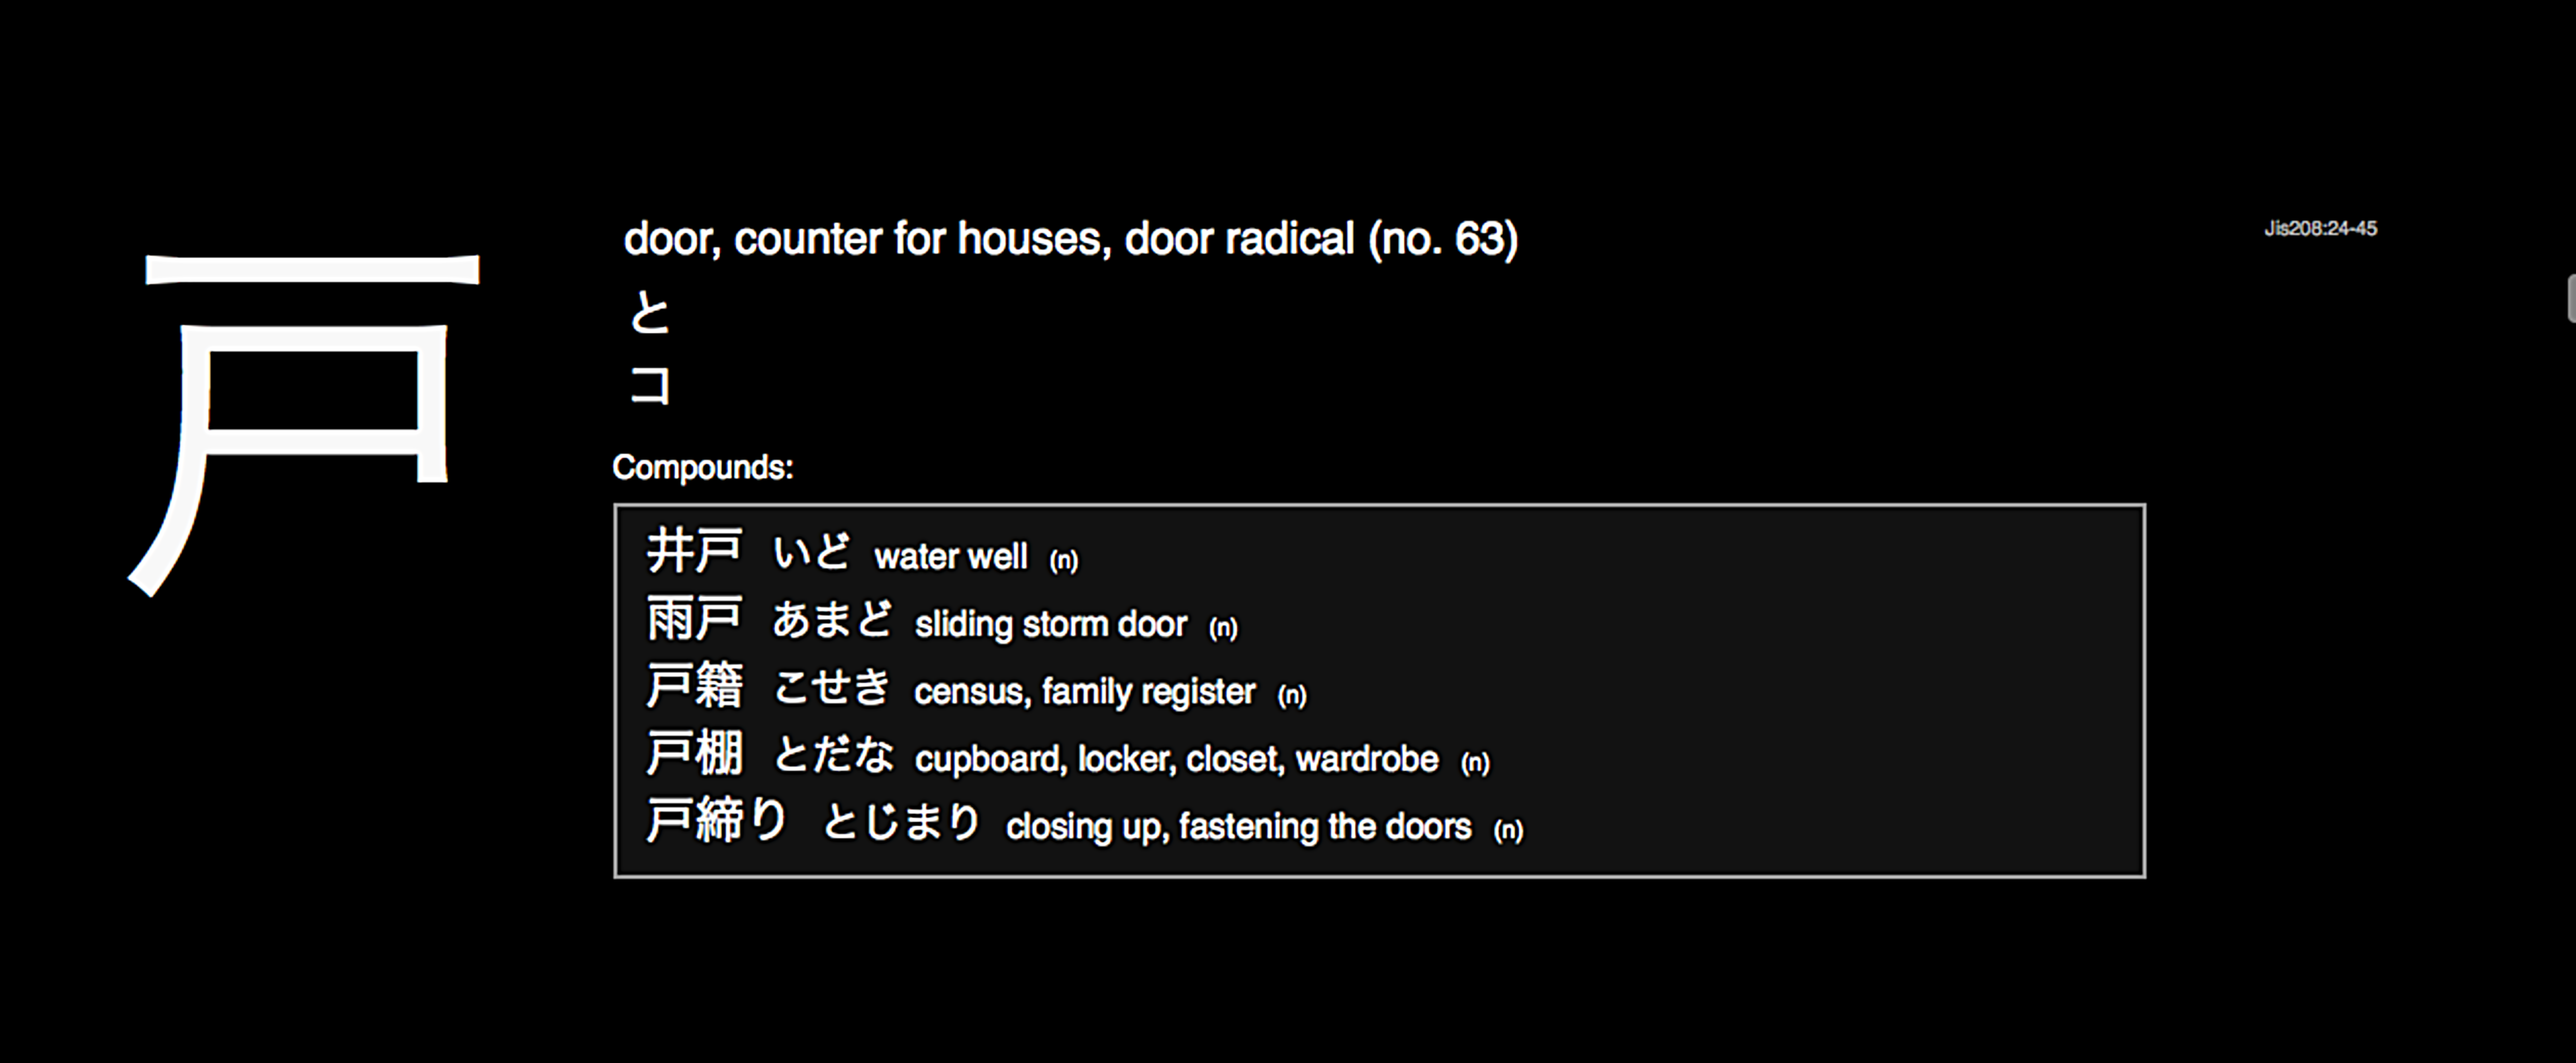 戸
door, counter for houses, door radical (no. 63)
Jis208:24-45
と
コ
Compounds:
井戸 いど water well (n)
雨戸 あまど sliding storm door (n)
戸籍 こせき census, family register (n)
戸棚 とだな cupboard, locker, closet, wardrobe (n)
戸締り とじまり closing up, fastening the doors (n)